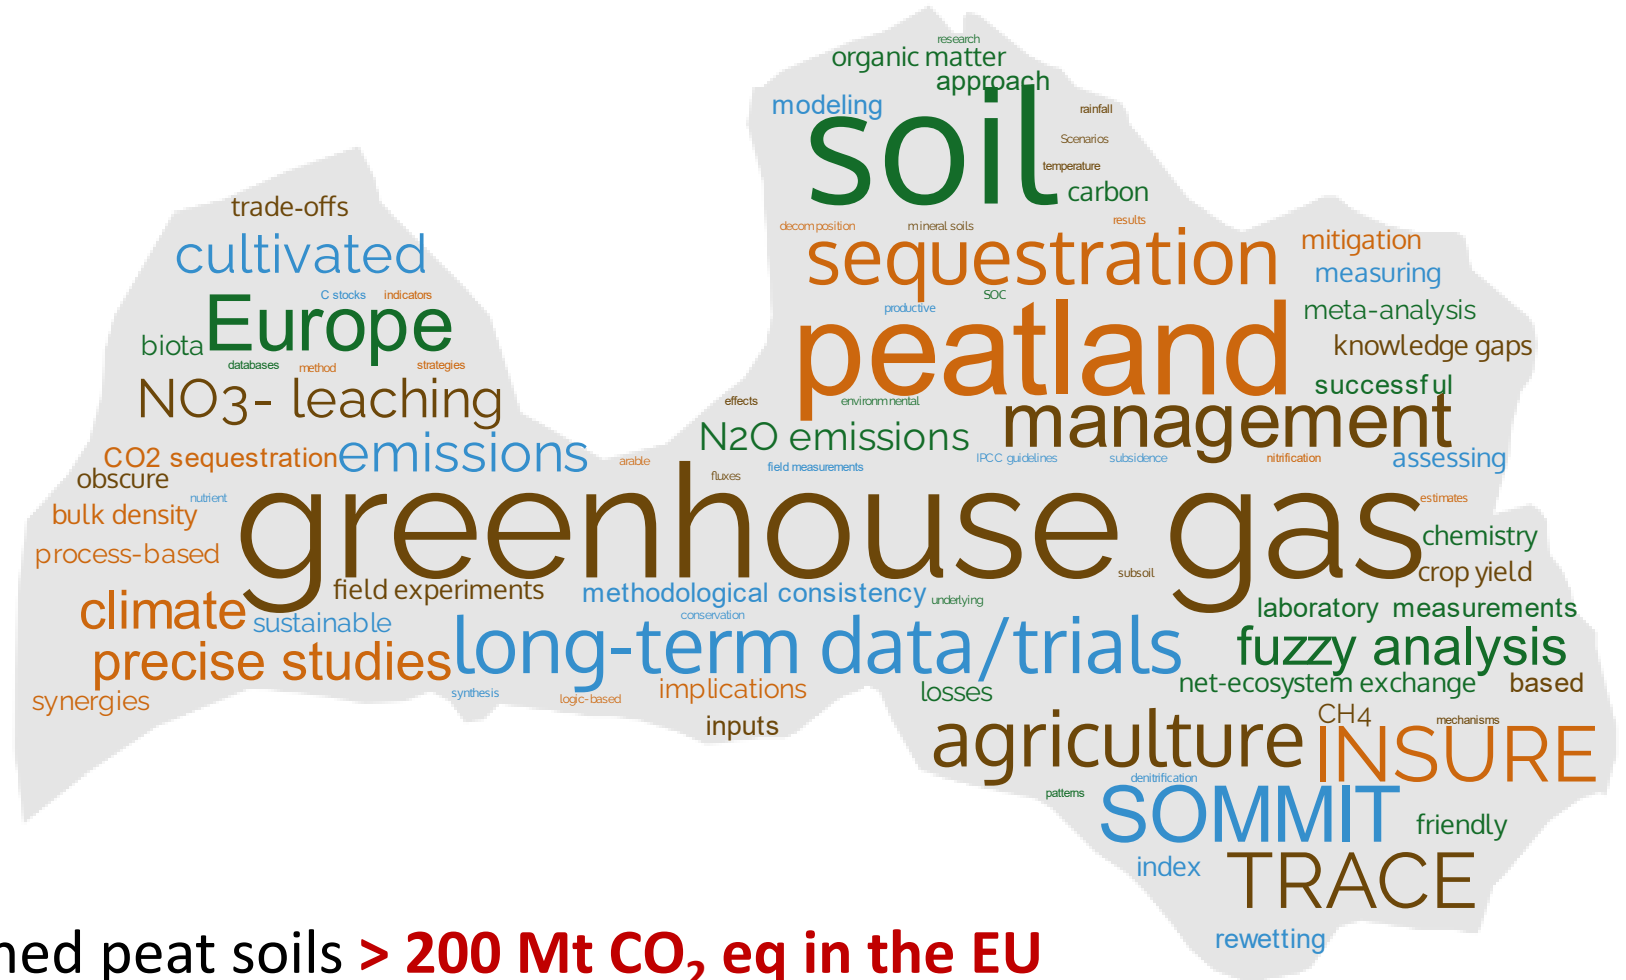 research
organic matter
approach
modeling
soil
rainfall
Scenarios
temperature
carbon
trade-offs
cultivated
C stocks indicators
Europe
biota
databases method strategies
NO3- leaching
CO2 sequestration
emissions
obscure
nutrient
bulk density
process-based
decomposition mineral soils results
sequestration
mitigation
measuring
SOC
productive
peatland
meta-analysis
knowledge gaps
successful
effects environmnental
management
N2O emissions
arable
field measurements
IPCC guidelines subsidence nitrification
assessing
fluxes
greenhouse gas
estimates
chemistry
crop yield
subsoil
field experiments
methodological consistency
underlying
climate
sustainable
conservation
laboratory measurements
precise studies
long-term data/trials
fuzzy analysis
synergies
synthesis logic-based
implications
losses
net-ecosystem exchange
based
inputs
agriculture
CH4
mechanisms
INSURE
denitrification
patterns
SOMMIT
friendly
index
TRACE
rewetting
ned peat soils > 200 Mt CO₂ eq in the EU